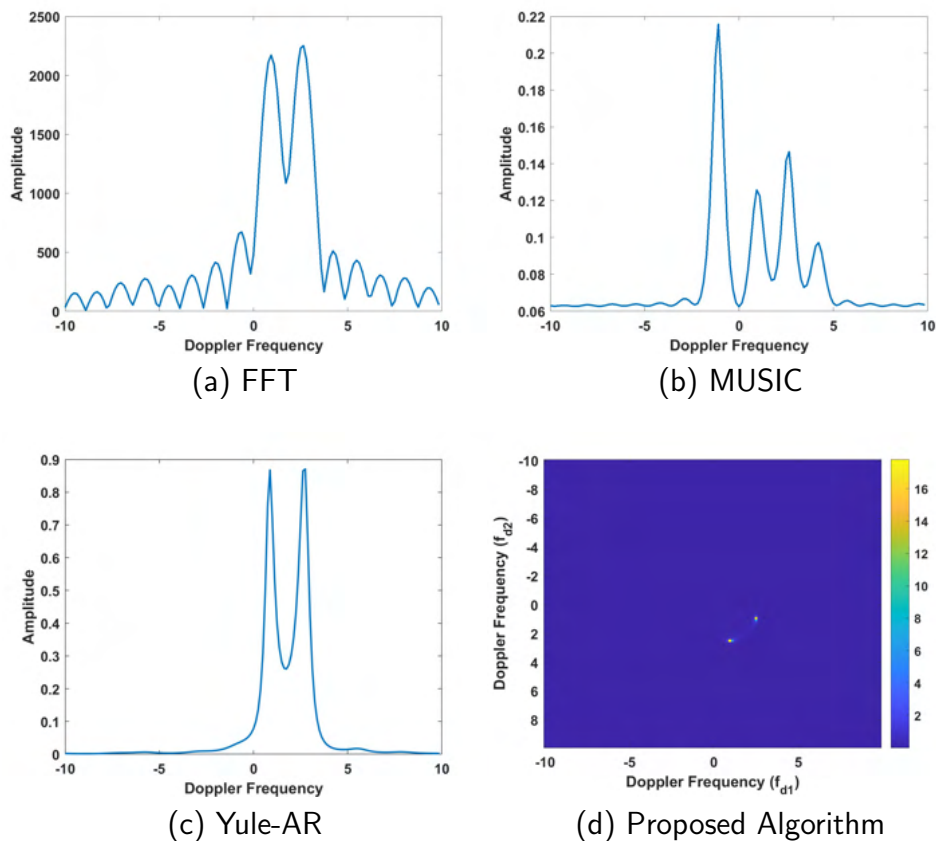 2500
2000
1500
1000
500
0
Amplitude
-10 -5 0 5 10
Doppler Frequency
(a) FFT
0.22
0.2
0.18
0.16
0.14
0.12
0.1
0.08
0.06
Amplitude
-10 -5 0 5 10
Doppler Frequency
(b) MUSIC
0.9
0.8
0.7
0.6
0.5
0.4
0.3
0.2
0.1
0
Amplitude
-10 -5 0 5 10
Doppler Frequency
(c) Yule-AR
-10
-8
-6
-4
-2
0
2
4
6
8
Doppler Frequency (f_d2)
-10 -5 0 5
Doppler Frequency (f_d1)
16
14
12
10
8
6
4
2
(d) Proposed Algorithm